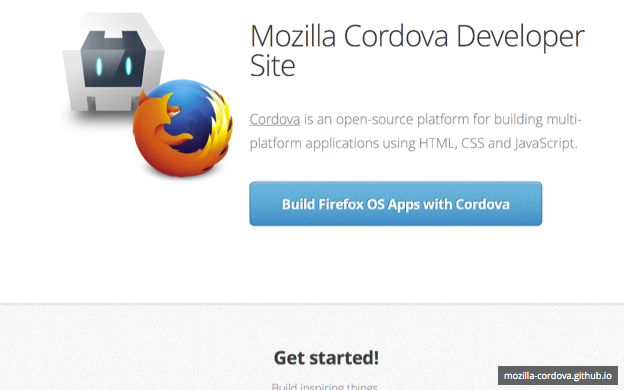 Mozilla Cordova Developer
Site
Cordova is an open-source platform for building multi-
platform applications using HTML, CSS and JavaScript.
Build Firefox OS Apps with Cordova
Get started!
Build inspiring things
mozilla-cordova.github.io